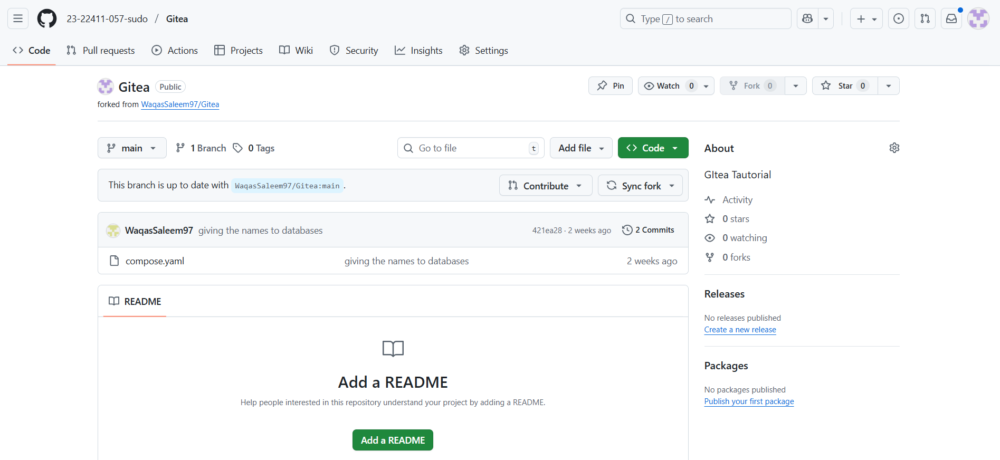 23-22411-057-sudo / Gitea
Type / to search
Code Pull requests Actions Projects Wiki Security Insights Settings
Gitea Public
Pin Watch 0 Fork 0 Star 0
forked from WaqasSaleem97/Gitea
main 1 Branch 0 Tags Go to file t Add file Code
This branch is up to date with WaqasSaleem97/Gitea:main .
Contribute Sync fork
WaqasSaleem97 giving the names to databases 421ea28 · 2 weeks ago 2 Commits
compose.yaml giving the names to databases 2 weeks ago
README
Add a README
Help people interested in this repository understand your project by adding a README.
Add a README
About
GItea Tautorial
Activity
0 stars
0 watching
0 forks
Releases
No releases published
Create a new release
Packages
No packages published
Publish your first package